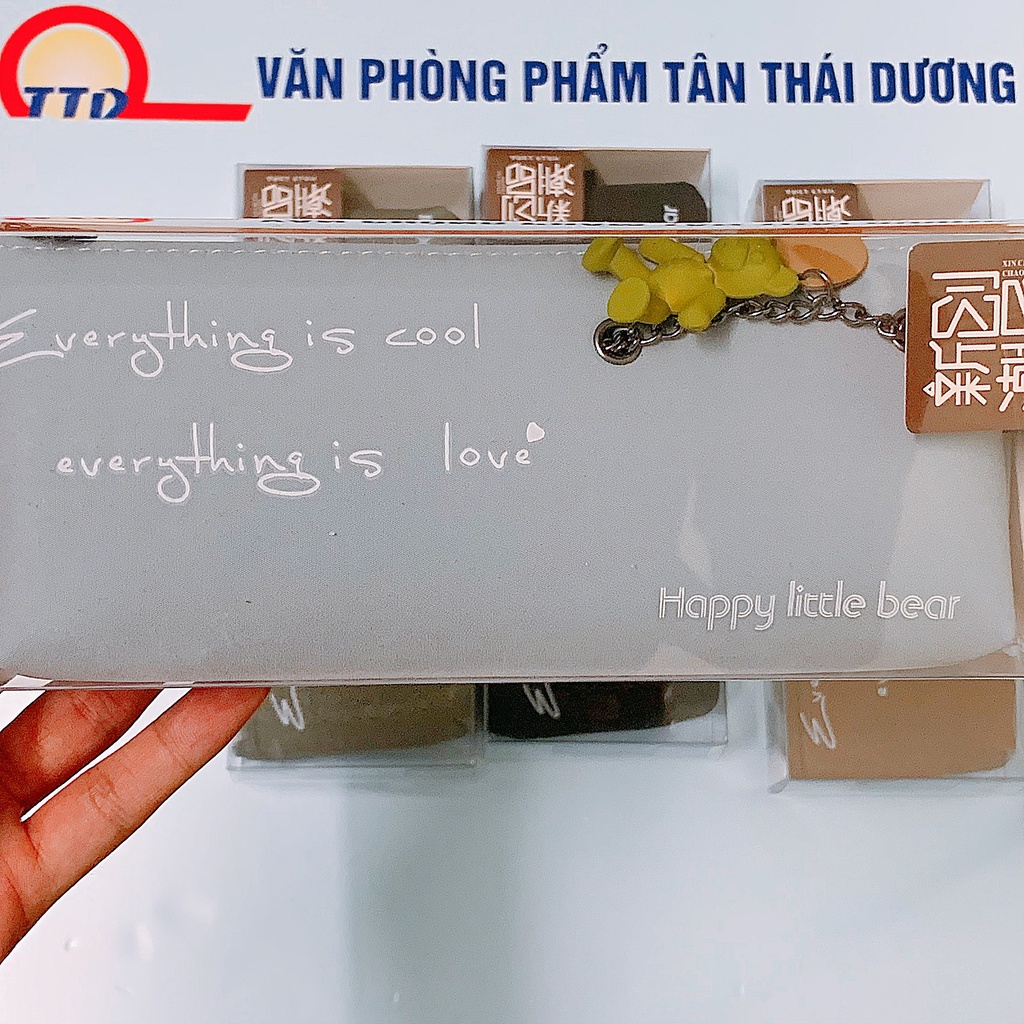 TTD
VĂN PHÒNG PHẨM TÂN THÁI DƯƠNG
Everything is cool
everything is love
Happy little bear